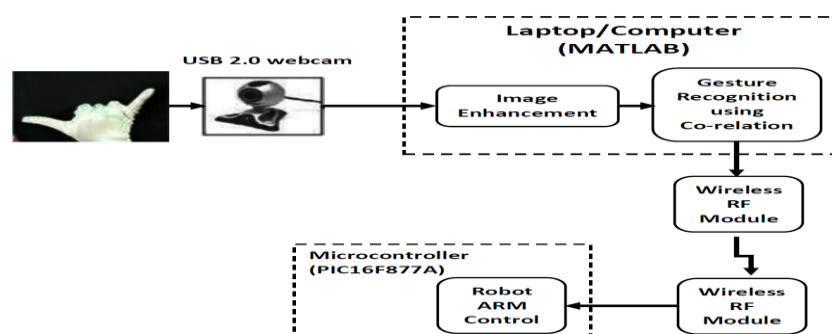 USB 2.0 webcam
Laptop/Computer
(MATLAB)
Image
Enhancement
Gesture
Recognition
using
Co-relation
Wireless
RF
Module
Wireless
RF
Module
Microcontroller
(PIC16F877A)
Robot
ARM
Control